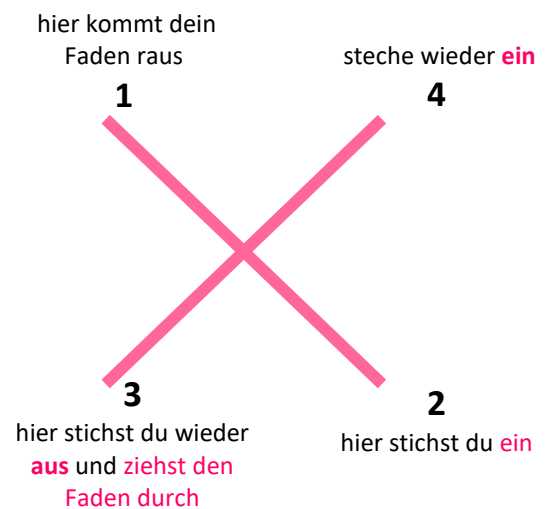 hier kommt dein
Faden raus
1
steche wieder ein
4
3
hier stichst du wieder
aus und ziehst den
Faden durch
2
hier stichst du ein